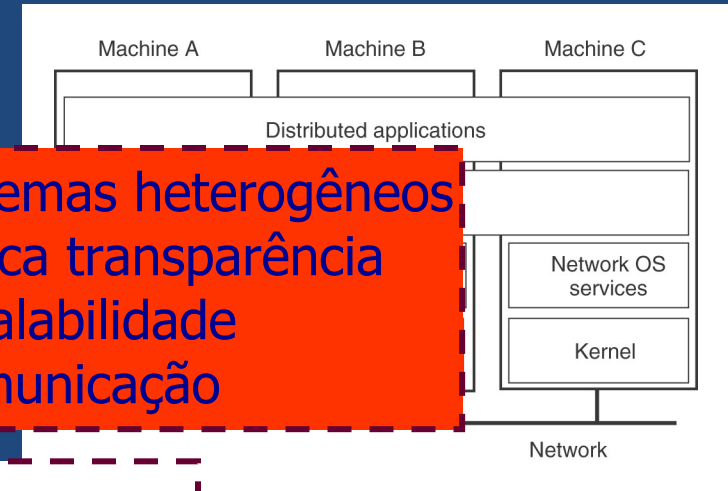 Machine A
Machine B
Machine C
Distributed applications
emas heterogêneos
ca transparência
alabilidade
nunicação
Network OS
services
Kernel
Network